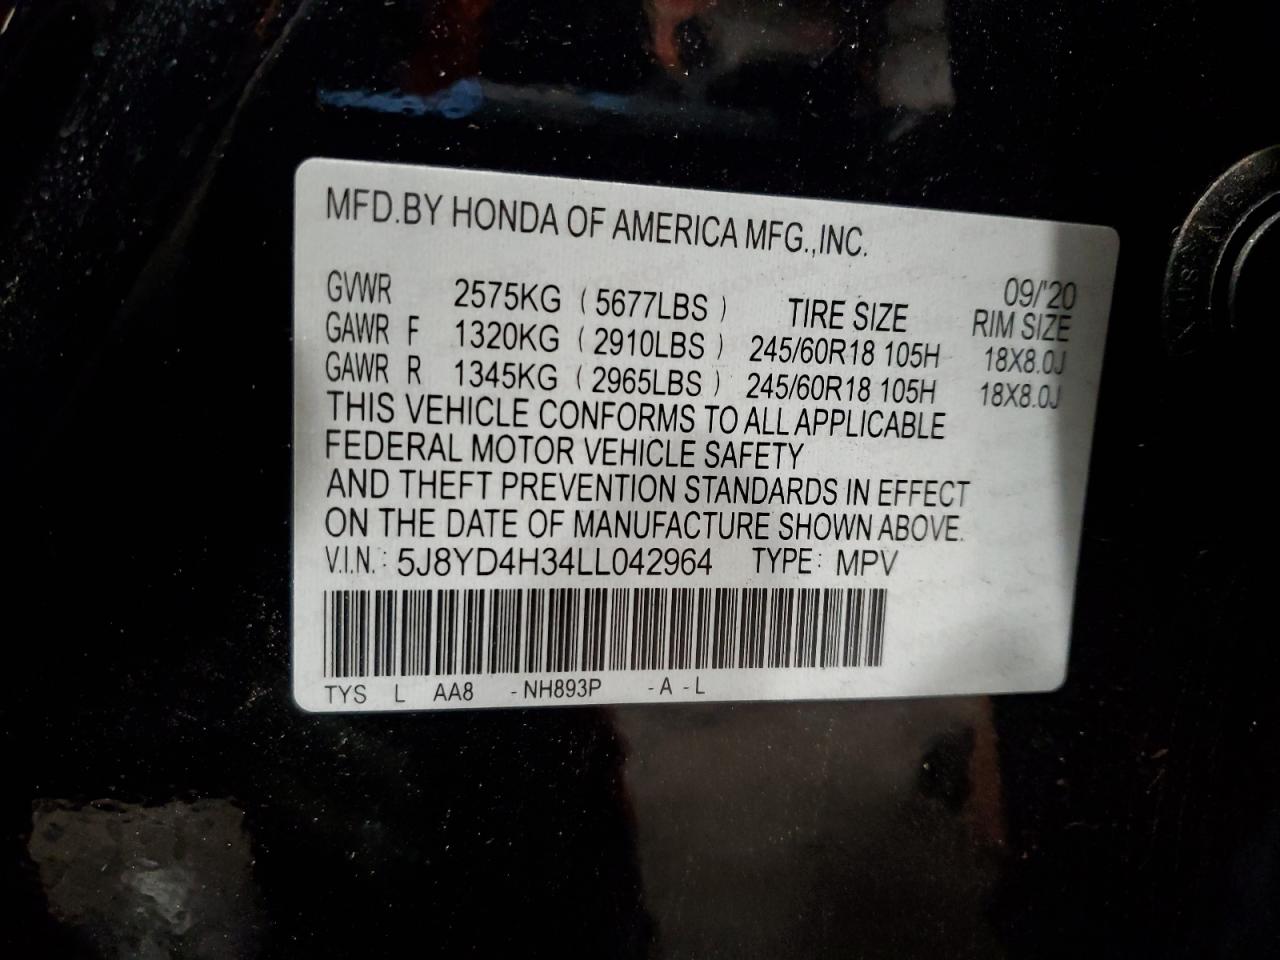 MFD.BY HONDA OF AMERICA MFG.,INC.
09/'20
GVWR 2575KG ( 5677LBS ) TIRE SIZE RIM SIZE
GAWR F 1320KG ( 2910LBS ) 245/60R18 105H 18X8.0J
GAWR R 1345KG ( 2965LBS ) 245/60R18 105H 18X8.0J
THIS VEHICLE CONFORMS TO ALL APPLICABLE
FEDERAL MOTOR VEHICLE SAFETY
AND THEFT PREVENTION STANDARDS IN EFFECT
ON THE DATE OF MANUFACTURE SHOWN ABOVE.
V.I.N.: 5J8YD4H34LL042964 TYPE: MPV
TYS L AA8 -NH893P -A -L